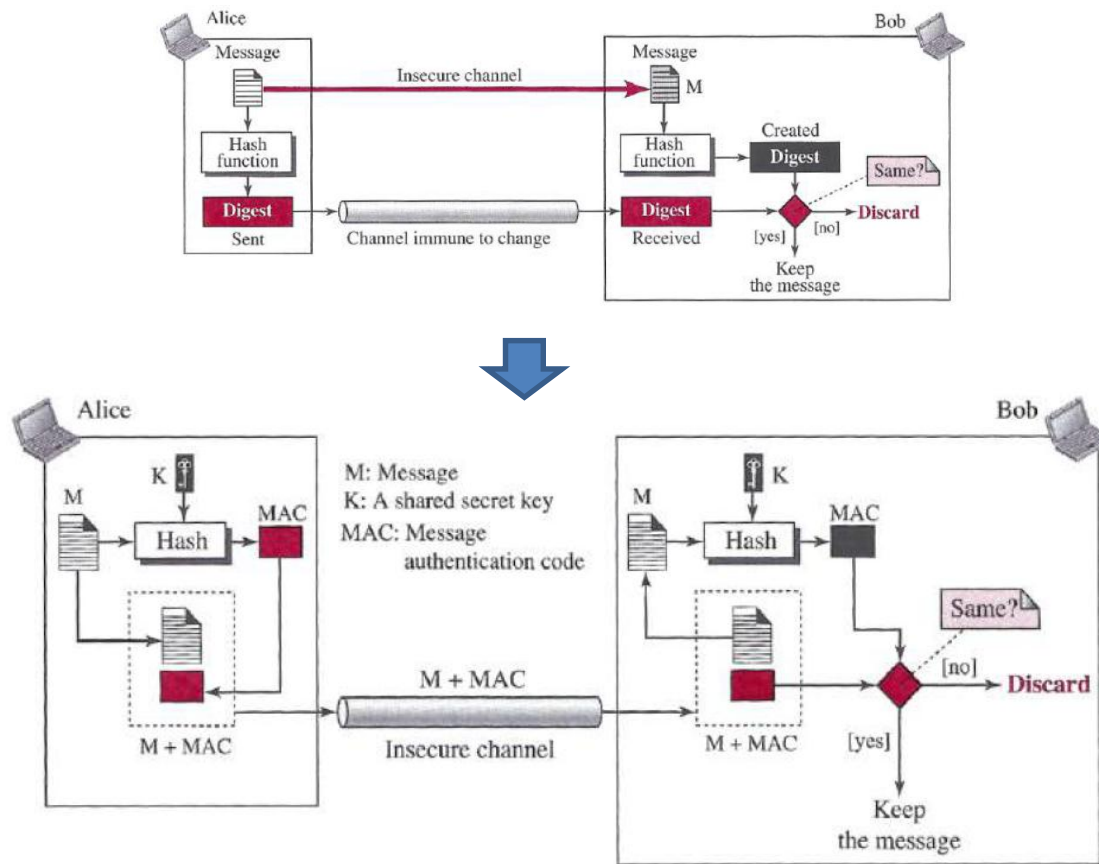 Alice
Bob
Message
Message
Insecure channel
M
Hash
function
Hash
function
Created
Digest
Same?
Digest
Digest
Discard
[yes]
[no]
Sent
Channel immune to change
Received
Keep
the message
Alice
Bob
K
M: Message
K
M
K: A shared secret key
M
MAC
MAC: Message
authentication code
MAC
Hash
Hash
Same?
M + MAC
[no]
Discard
M + MAC
Insecure channel
M + MAC
[yes]
Keep
the message